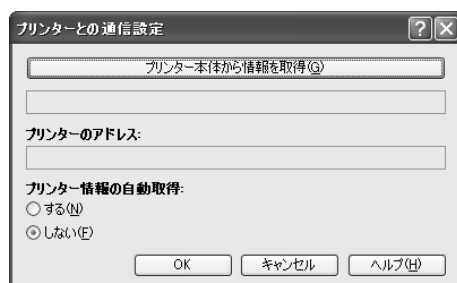 プリンターとの通信設定
プリンター本体から情報を取得(G)
プリンターのアドレス:
プリンター情報の自動取得:
する(N)
しない(F)
OK キャンセル ヘルプ(H)